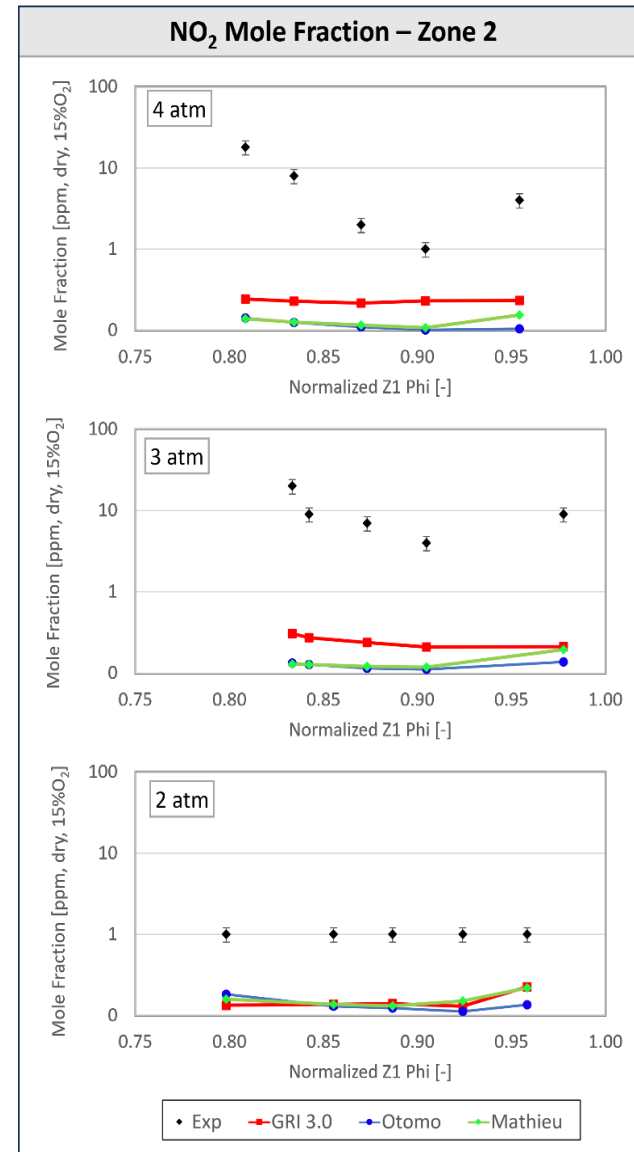 NO₂ Mole Fraction – Zone 2
4 atm
Mole Fraction [ppm, dry, 15%O₂]
100
10
1
0
0.75 0.80 0.85 0.90 0.95 1.00
Normalized Z1 Phi [-]
3 atm
Mole Fraction [ppm, dry, 15%O₂]
100
10
1
0
0.75 0.80 0.85 0.90 0.95 1.00
Normalized Z1 Phi [-]
2 atm
Mole Fraction [ppm, dry, 15%O₂]
100
10
1
0
0.75 0.80 0.85 0.90 0.95 1.00
Normalized Z1 Phi [-]
Exp GRI 3.0 Otomo Mathieu